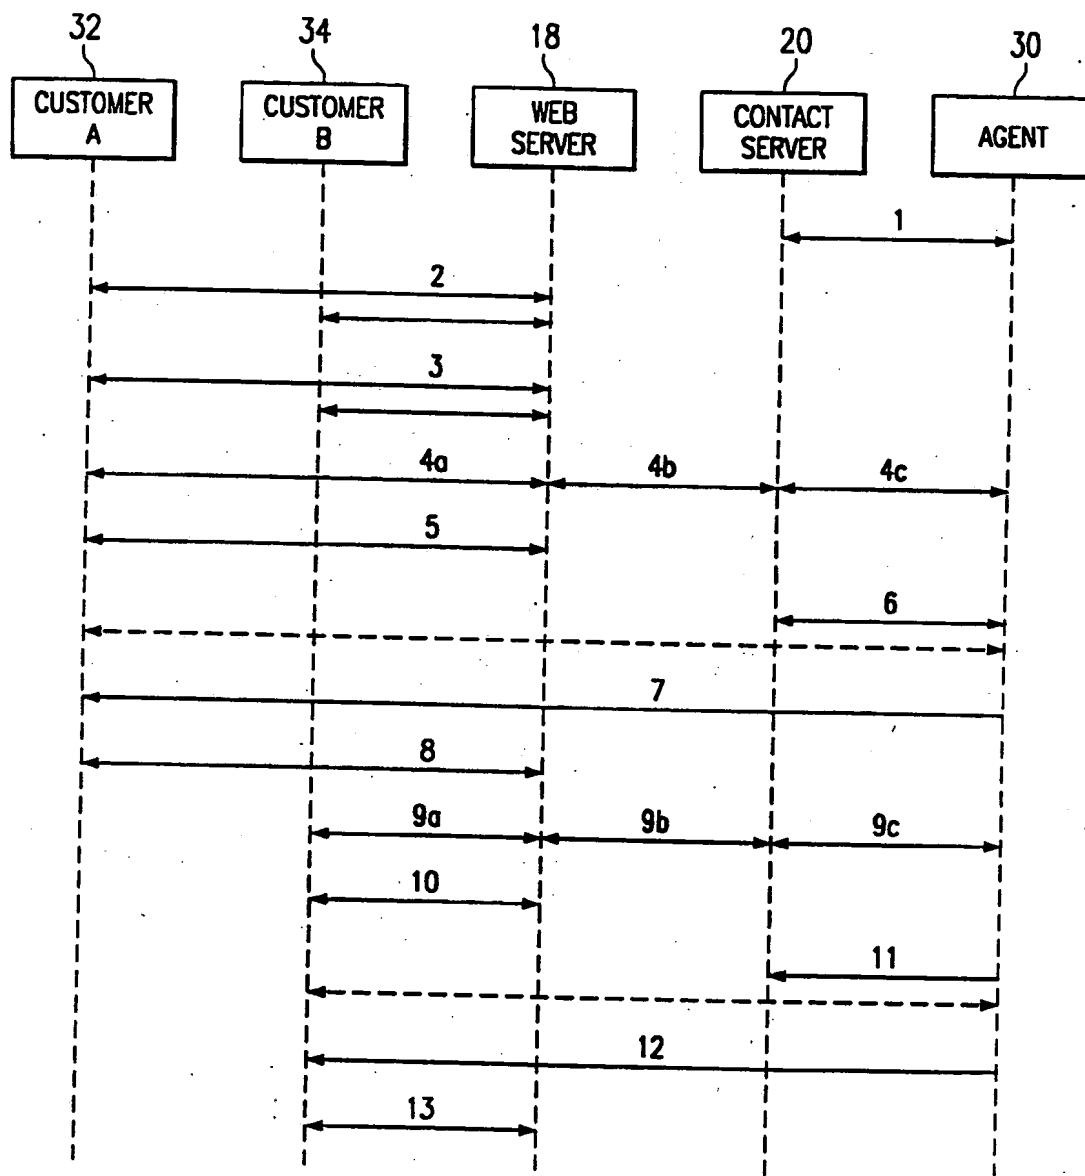 32
34
18
20
30
CUSTOMER
A
CUSTOMER
B
WEB
SERVER
CONTACT
SERVER
AGENT
1
2
3
4a
4b
4c
5
6
7
8
9a
9b
9c
10
11
12
13